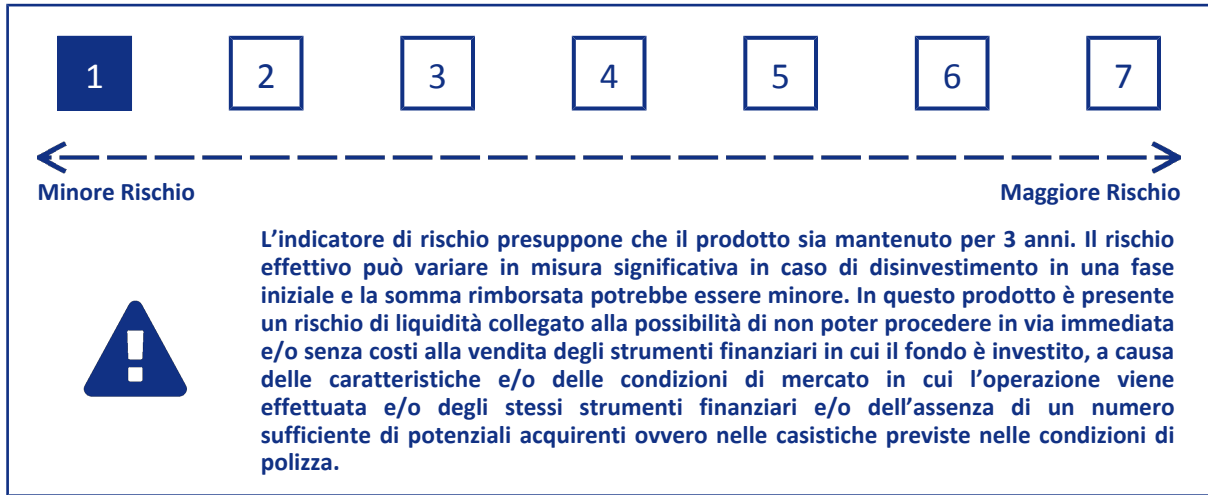 1 2 3 4 5 6 7
Minore Rischio Maggiore Rischio
L’indicatore di rischio presuppone che il prodotto sia mantenuto per 3 anni. Il rischio
effettivo può variare in misura significativa in caso di disinvestimento in una fase
iniziale e la somma rimborsata potrebbe essere minore. In questo prodotto è presente
un rischio di liquidità collegato alla possibilità di non poter procedere in via immediata
e/o senza costi alla vendita degli strumenti finanziari in cui il fondo è investito, a causa
delle caratteristiche e/o delle condizioni di mercato in cui l’operazione viene
effettuata e/o degli stessi strumenti finanziari e/o dell’assenza di un numero
sufficiente di potenziali acquirenti ovvero nelle casistiche previste nelle condizioni di
polizza.